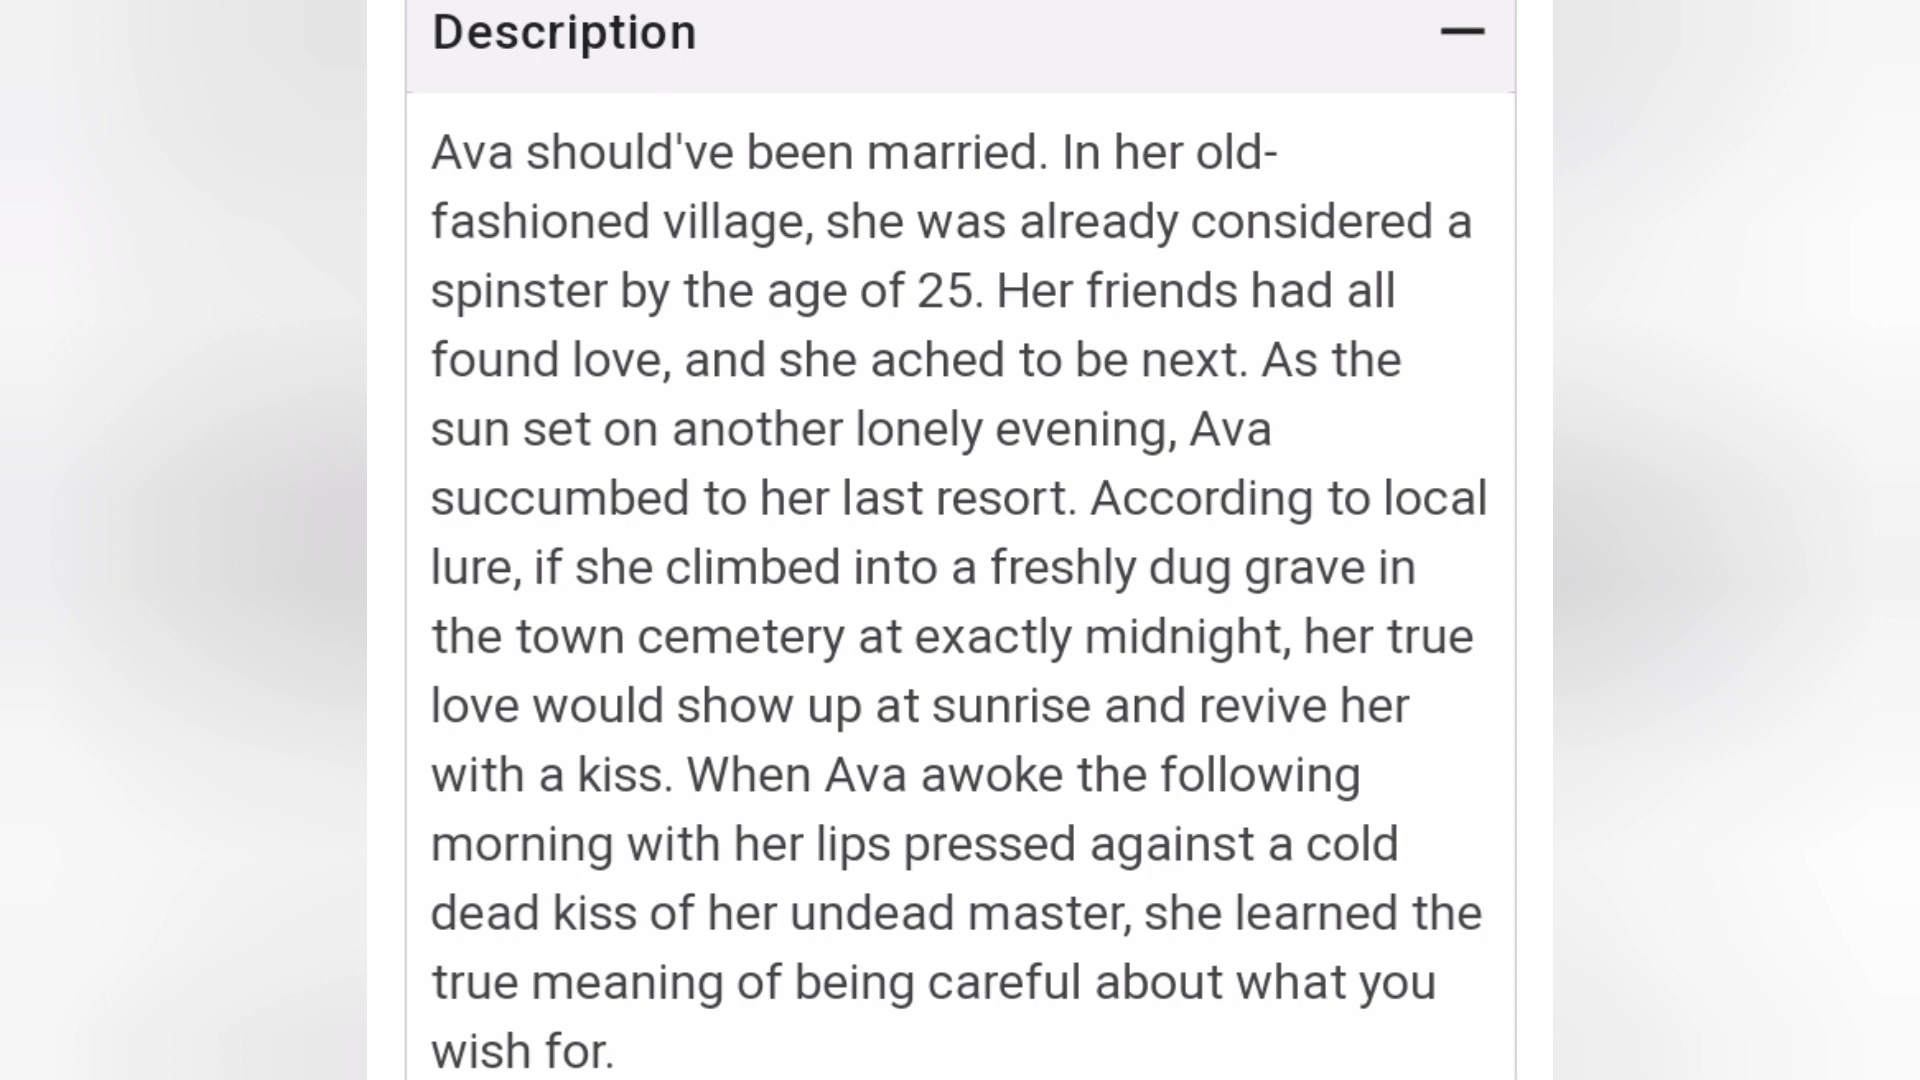 Description
Ava should've been married. In her old-
fashioned village, she was already considered a
spinster by the age of 25. Her friends had all
found love, and she ached to be next. As the
sun set on another lonely evening, Ava
succumbed to her last resort. According to local
lure, if she climbed into a freshly dug grave in
the town cemetery at exactly midnight, her true
love would show up at sunrise and revive her
with a kiss. When Ava awoke the following
morning with her lips pressed against a cold
dead kiss of her undead master, she learned the
true meaning of being careful about what you
wish for.